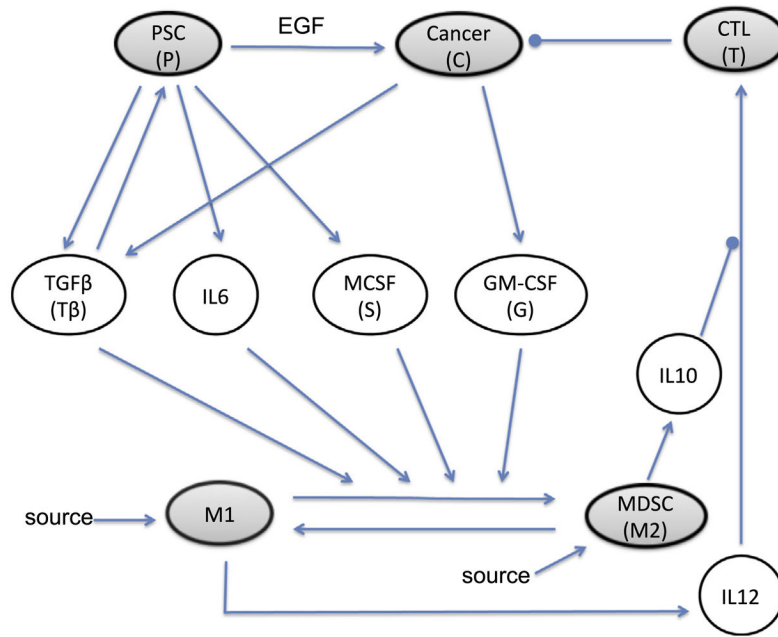 PSC
(P)
EGF
Cancer
(C)
CTL
(T)
TGFβ
(Tβ)
IL6
MCSF
(S)
GM-CSF
(G)
IL10
source
M1
MDSC
(M2)
source
IL12